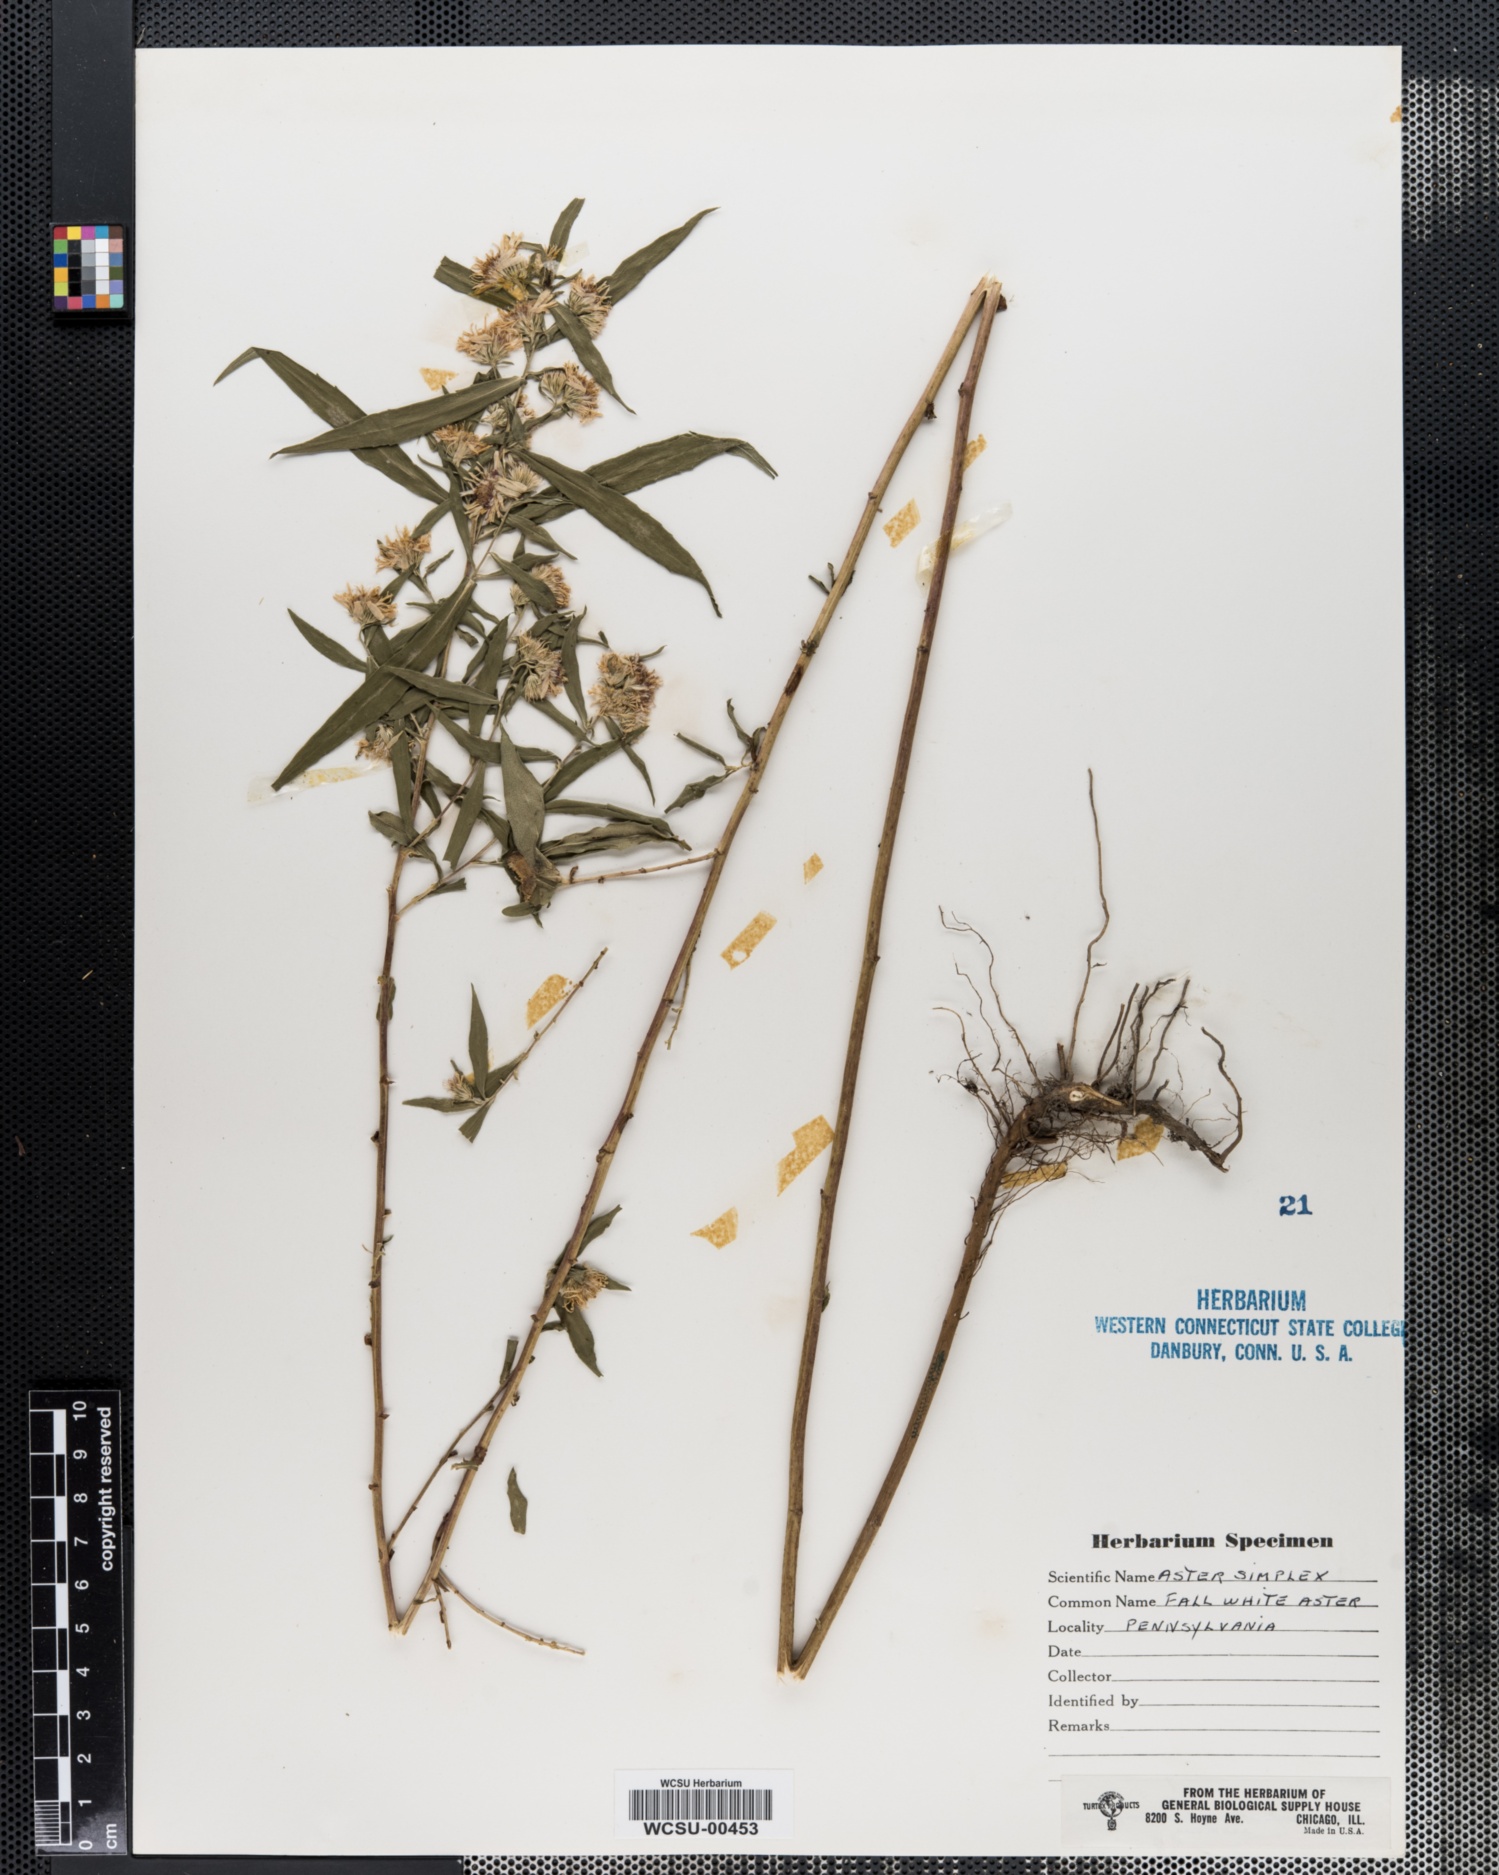 21
HERBARIUM
WESTERN CONNECTICUT STATE COLLEGE
DANBURY, CONN. U. S. A.
Herbarium Specimen
Scientific Name ASTER SIMPLEX
Common Name FALL WHITE ASTER
Locality PENNSYLVANIA
Date
Collector
Identified by
Remarks
TURTOX PRODUCTS
FROM THE HERBARIUM OF
GENERAL BIOLOGICAL SUPPLY HOUSE
8200 S. Hoyne Ave. CHICAGO, ILL.
Made in U.S.A.
WCSU Herbarium
WCSU-00453
0 1 2 3 4 5 6 7 8 9 10
cm
copyright reserved